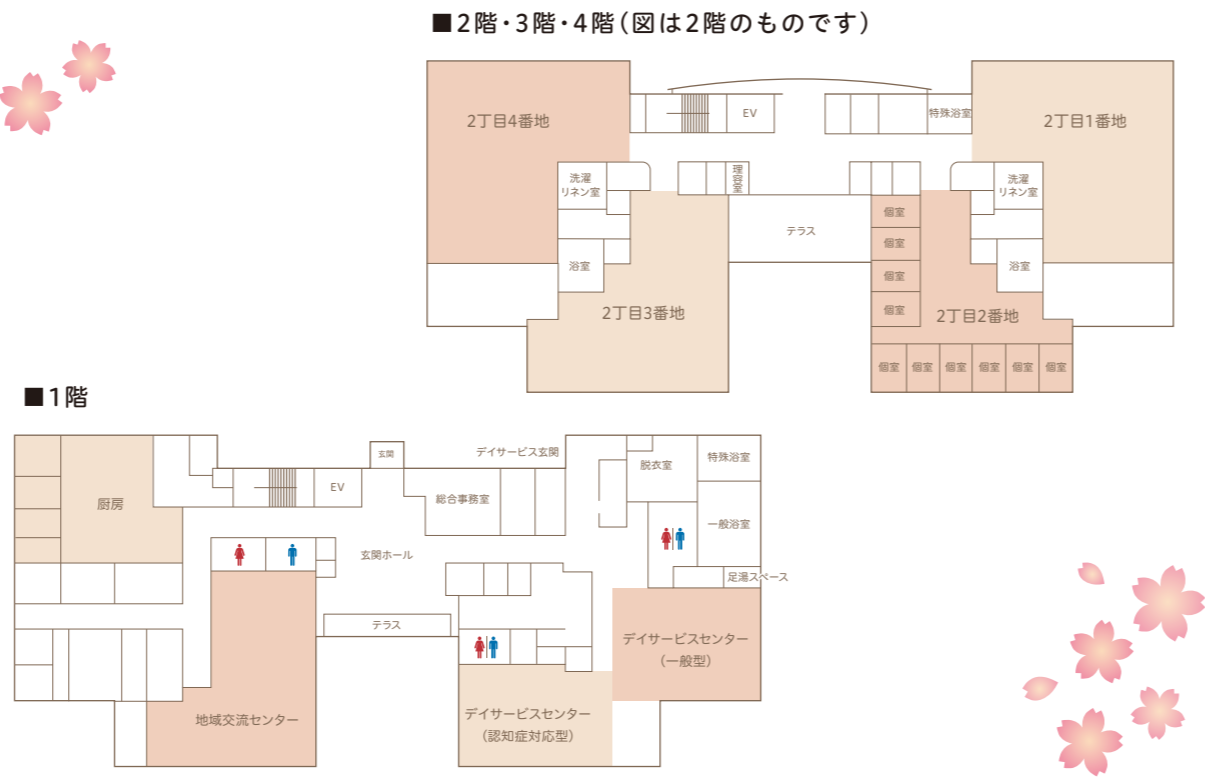 ■2階・3階・4階(図は2階のものです)
2丁目4番地
EV
特殊浴室
2丁目1番地
洗濯
リネン室
理容室
洗濯
リネン室
個室
テラス
個室
浴室
個室
浴室
個室
2丁目3番地
2丁目2番地
個室
個室
個室
個室
個室
個室
■1階
玄関
デイサービス玄関
脱衣室
特殊浴室
EV
総合事務室
厨房
一般浴室
玄関ホール
足湯スペース
テラス
デイサービスセンター
(一般型)
地域交流センター
デイサービスセンター
(認知症対応型)